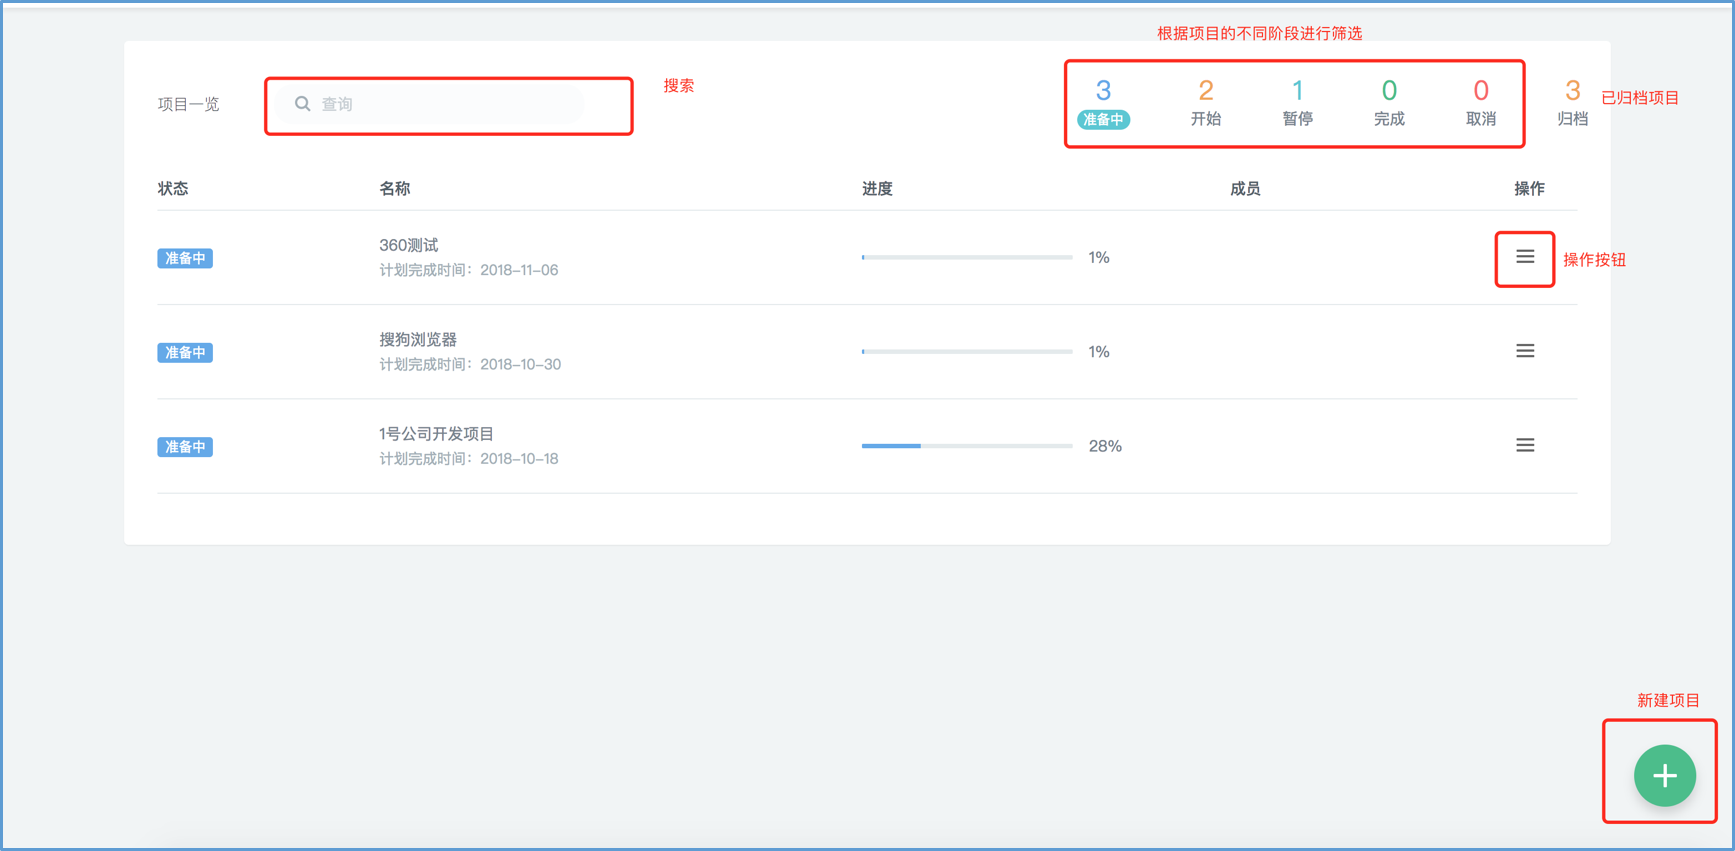 根据项目的不同阶段进行筛选
项目一览
查询
搜索
3 2 1 0 0 3
准备中 开始 暂停 完成 取消 归档
已归档项目
状态 名称 进度 成员 操作
准备中
360测试
计划完成时间：2018-11-06
1%
操作按钮
准备中
搜狗浏览器
计划完成时间：2018-10-30
1%
准备中
1号公司开发项目
计划完成时间：2018-10-18
28%
新建项目